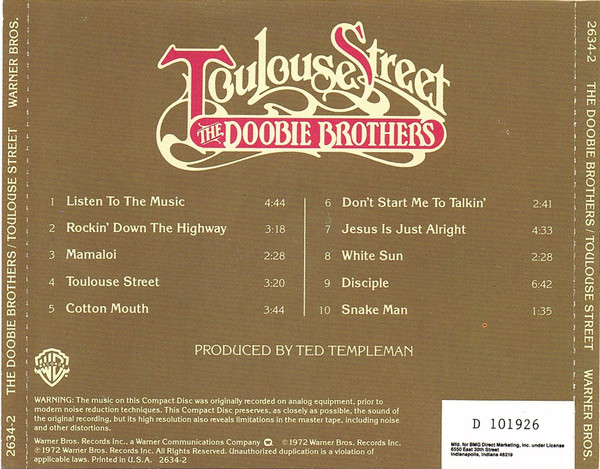 Toulouse Street
THE DOOBIE BROTHERS
1 Listen To The Music 4:44
2 Rockin' Down The Highway 3:18
3 Mamaloi 2:28
4 Toulouse Street 3:20
5 Cotton Mouth 3:44
6 Don't Start Me To Talkin' 2:41
7 Jesus Is Just Alright 4:33
8 White Sun 2:28
9 Disciple 6:42
10 Snake Man 1:35
PRODUCED BY TED TEMPLEMAN
WARNING: The music on this Compact Disc was originally recorded on analog equipment, prior to
modern noise reduction techniques. This Compact Disc preserves, as closely as possible, the sound of
the original recording, but its high resolution also reveals limitations in the master tape, including noise
and other distortions.
Warner Bros. Records Inc., a Warner Communications Company ©1972 Warner Bros. Records Inc.
℗1972 Warner Bros. Records Inc. All Rights Reserved. Unauthorized duplication is a violation of
applicable laws. Printed in U.S.A. 2634-2
D 101926
Mfd. for BMG Direct Marketing, Inc. under License
6550 East 30th Street
Indianapolis, Indiana 46219
2634-2 THE DOOBIE BROTHERS/TOULOUSE STREET WARNER BROS.
2634-2 THE DOOBIE BROTHERS/TOULOUSE STREET WARNER BROS.